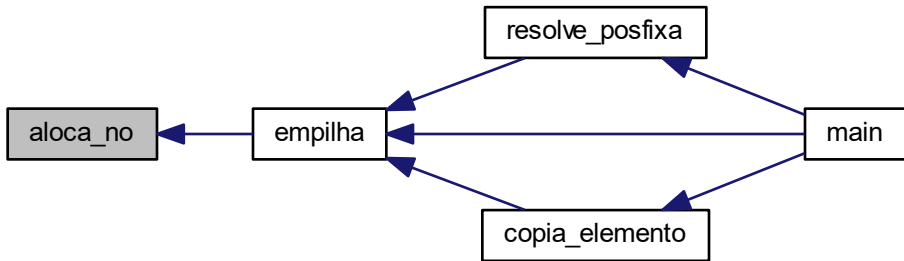 resolve_posfixa
aloca_no
empilha
main
copia_elemento